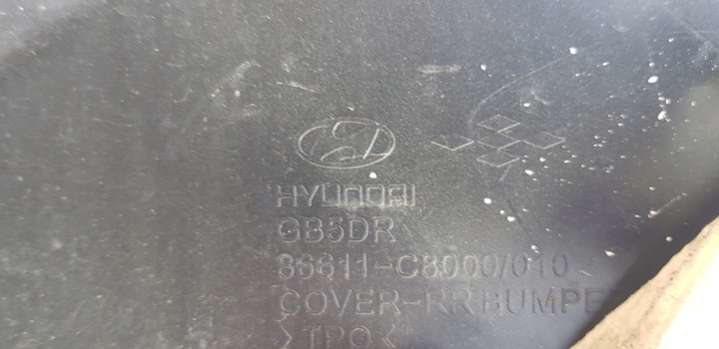 HYUNDAI
GB5DR
86611-C8000/010
COVER-RR BUMPE
>TPO<